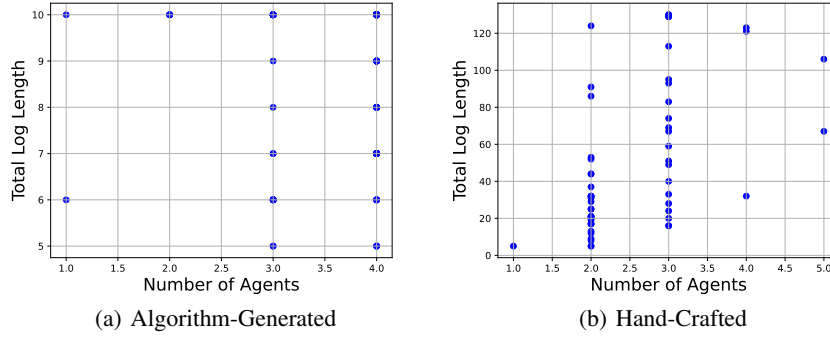 10
9
8
7
6
5
Total Log Length
1.0 1.5 2.0 2.5 3.0 3.5 4.0
Number of Agents
(a) Algorithm-Generated
120
100
80
60
40
20
0
Total Log Length
1.0 1.5 2.0 2.5 3.0 3.5 4.0 4.5 5.0
Number of Agents
(b) Hand-Crafted